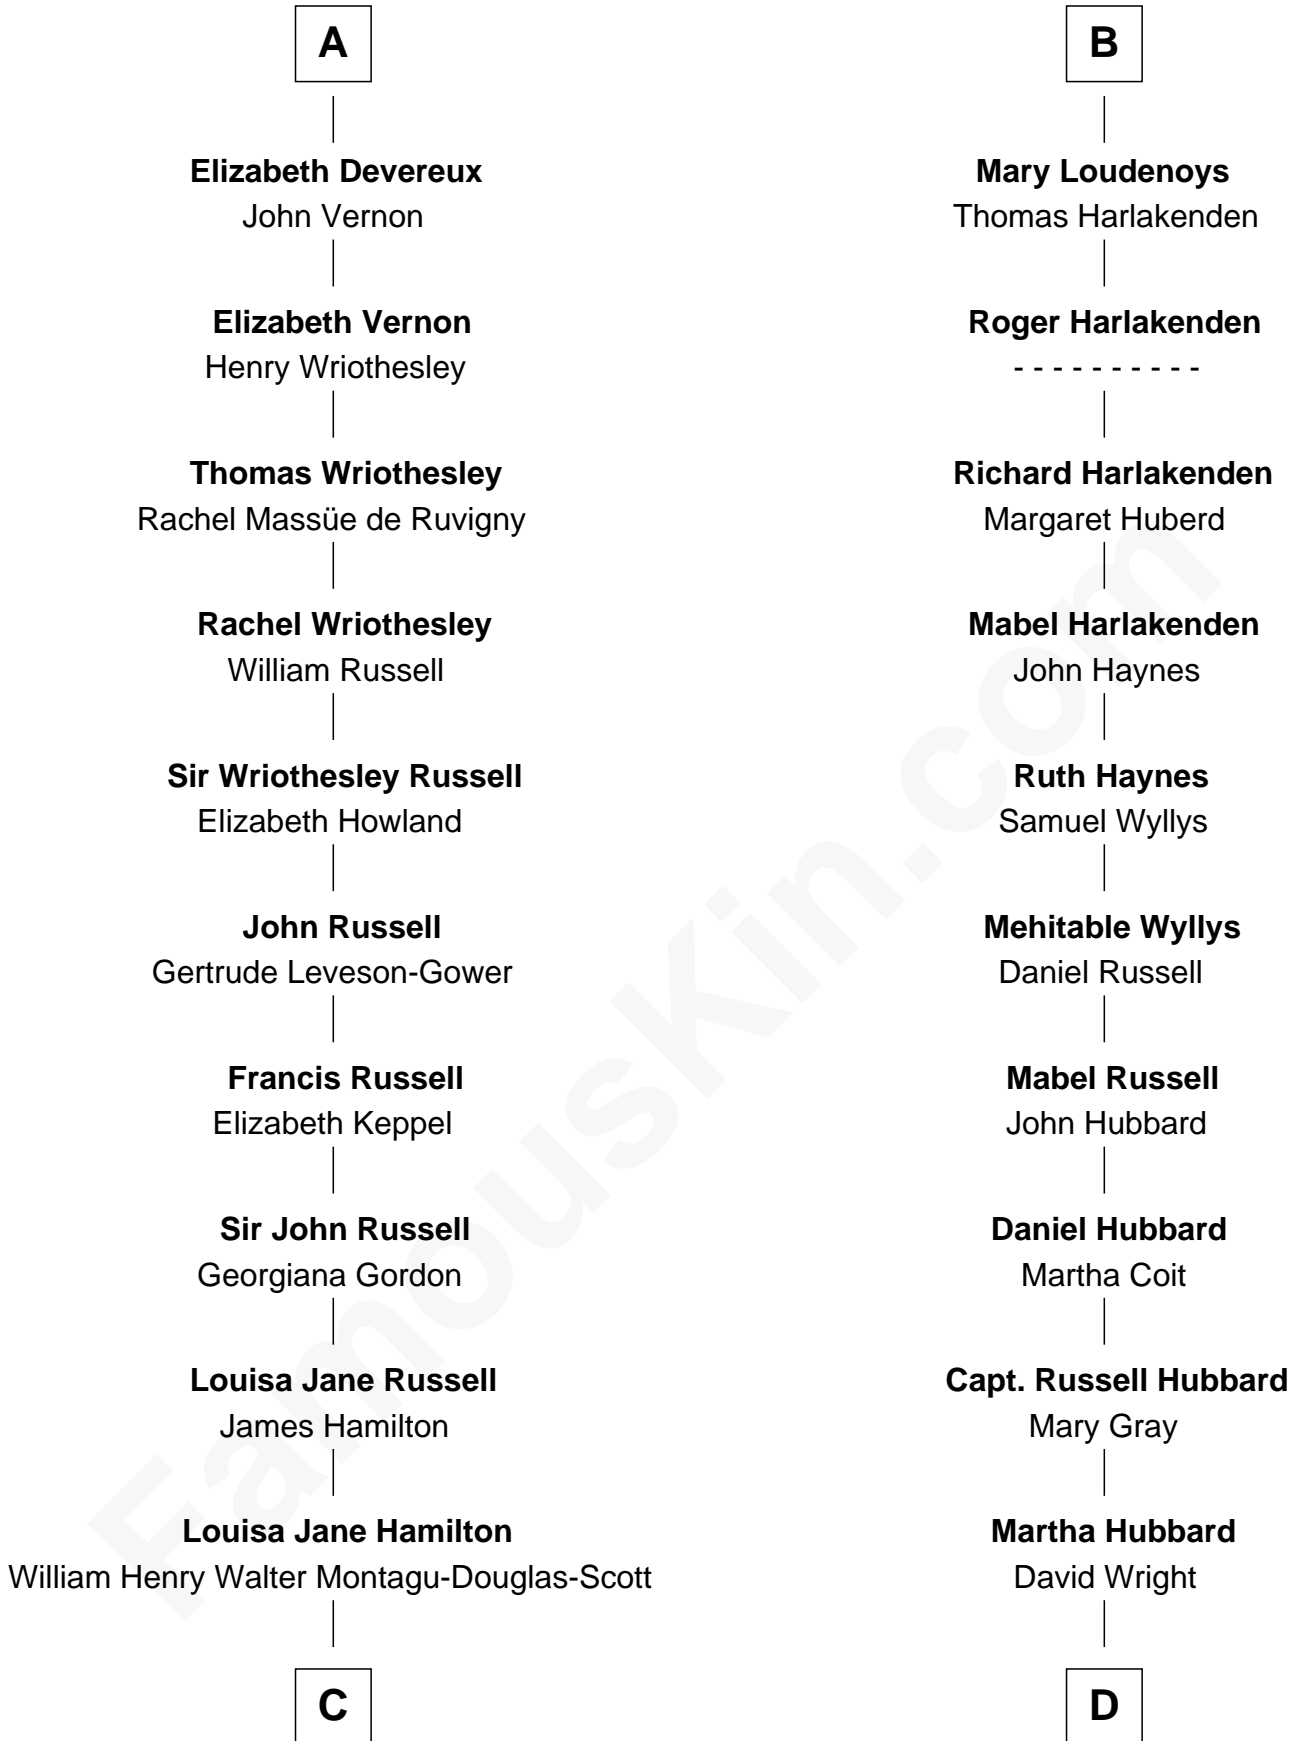 A
Elizabeth Devereux
John Vernon
Elizabeth Vernon
Henry Wriothesley
Thomas Wriothesley
Rachel Massüe de Ruvigny
Rachel Wriothesley
William Russell
Sir Wriothesley Russell
Elizabeth Howland
John Russell
Gertrude Leveson-Gower
Francis Russell
Elizabeth Keppel
Sir John Russell
Georgiana Gordon
Louisa Jane Russell
James Hamilton
Louisa Jane Hamilton
William Henry Walter Montagu-Douglas-Scott
C
B
Mary Loudenoys
Thomas Harlakenden
Roger Harlakenden
- - - - - - - - - -
Richard Harlakenden
Margaret Huberd
Mabel Harlakenden
John Haynes
Ruth Haynes
Samuel Wyllys
Mehitable Wyllys
Daniel Russell
Mabel Russell
John Hubbard
Daniel Hubbard
Martha Coit
Capt. Russell Hubbard
Mary Gray
Martha Hubbard
David Wright
D
FamousKin.com